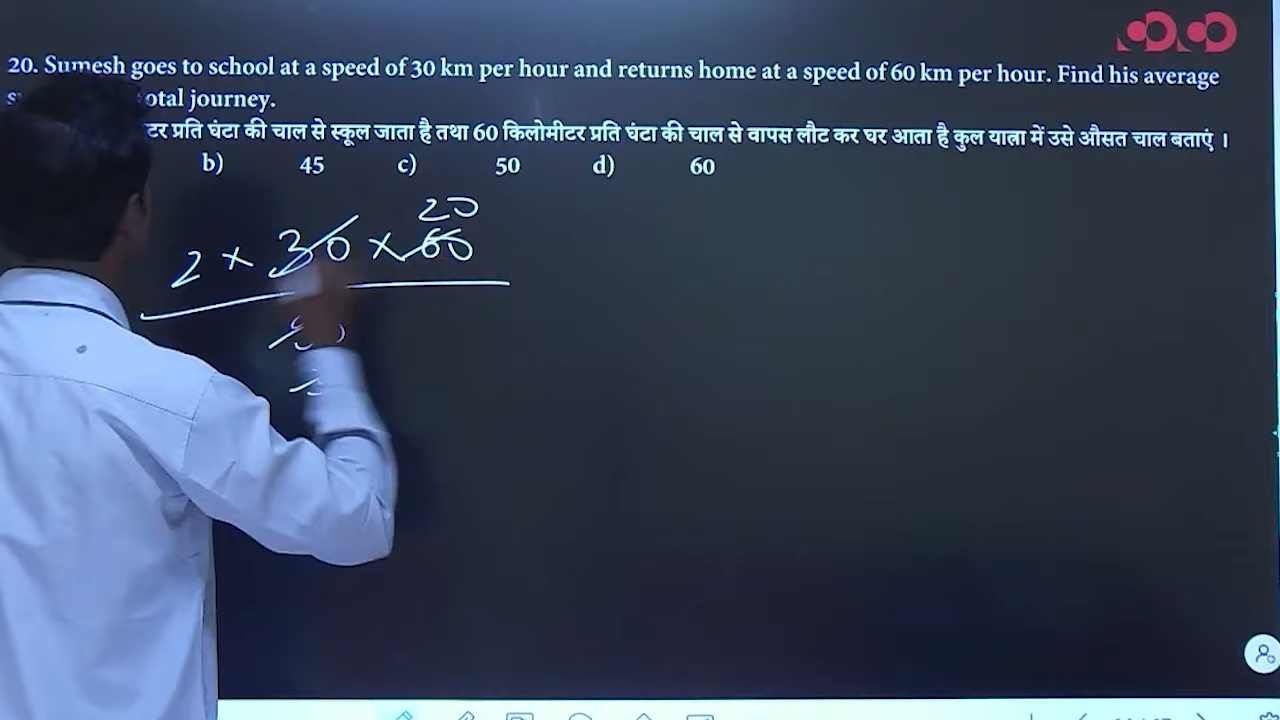 20. Sumesh goes to school at a speed of 30 km per hour and returns home at a speed of 60 km per hour. Find his average
total journey.
प्रति घंटा की चाल से स्कूल जाता है तथा 60 किलोमीटर प्रति घंटा की चाल से वापस लौट कर घर आता है कुल यात्रा में उसे औसत चाल बताएं ।
b) 45 c) 50 d) 60
20
2 × 30 × 60